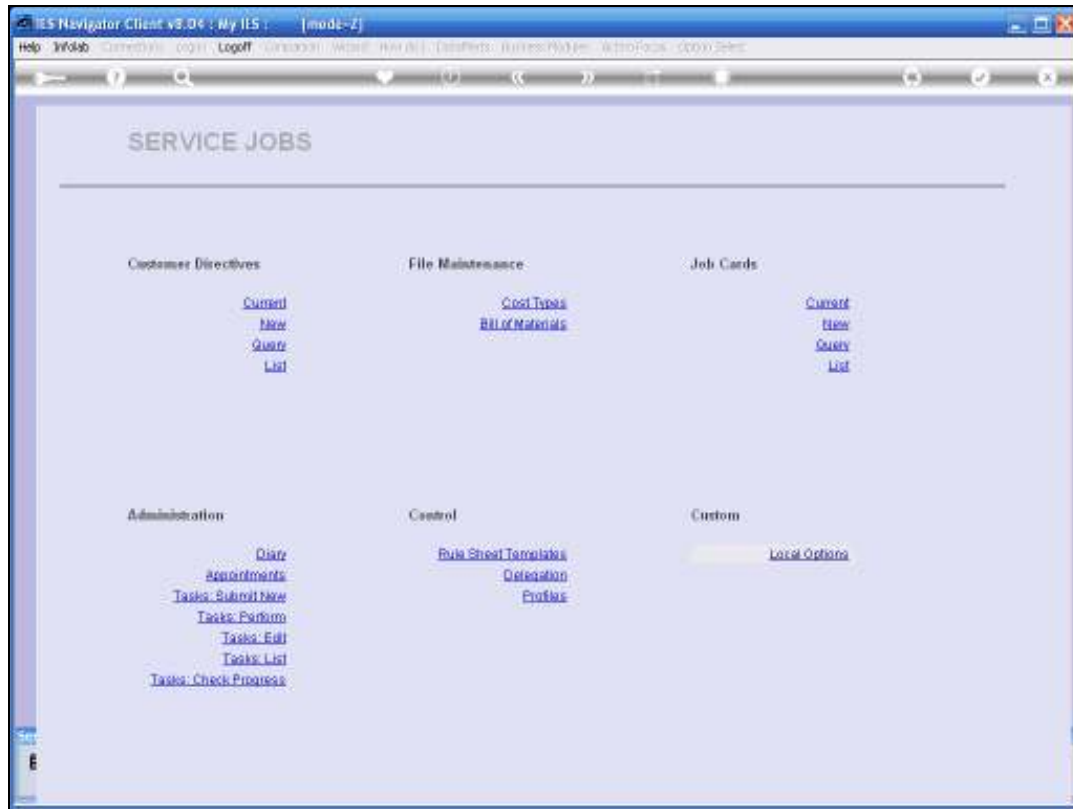 IES Navigator Client v8.04 : My IES : [mode-Z]
Help Infolab Logoff
SERVICE JOBS
Customer Directives
Current
New
Query
List
File Maintenance
Cost Types
Bill of Materials
Job Cards
Current
New
Query
List
Administration
Diary
Appointments
Tasks: Submit New
Tasks: Perform
Tasks: Edit
Tasks: List
Tasks: Check Progress
Control
Rule Sheet Templates
Delegation
Profiles
Custom
Local Options